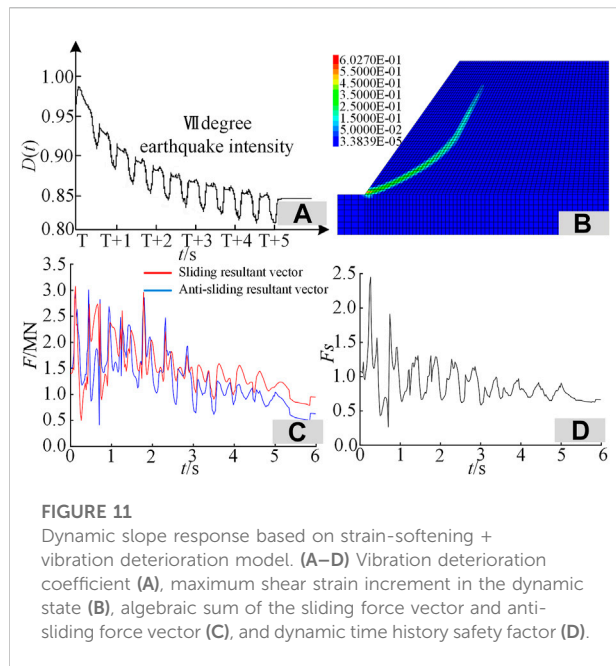 1.00
0.95
0.90
0.85
0.80
D(t)
Ⅶ degree
earthquake intensity
A
T T+1 T+2 T+3 T+4 T+5
t/s
6.0270E-01
5.5000E-01
4.5000E-01
3.5000E-01
2.5000E-01
1.5000E-01
5.0000E-02
3.3839E-05
B
Sliding resultant vector
Anti-sliding resultant vector
3.5
3.0
2.5
2.0
1.5
1.0
0.5
0.0
F/MN
C
0 1 2 3 4 5 6
t/s
2.5
2.0
1.5
1.0
0.5
0.0
Fs
D
0 1 2 3 4 5 6
t/s
FIGURE 11
Dynamic slope response based on strain-softening +
vibration deterioration model. (A–D) Vibration deterioration
coefficient (A), maximum shear strain increment in the dynamic
state (B), algebraic sum of the sliding force vector and anti-
sliding force vector (C), and dynamic time history safety factor (D).